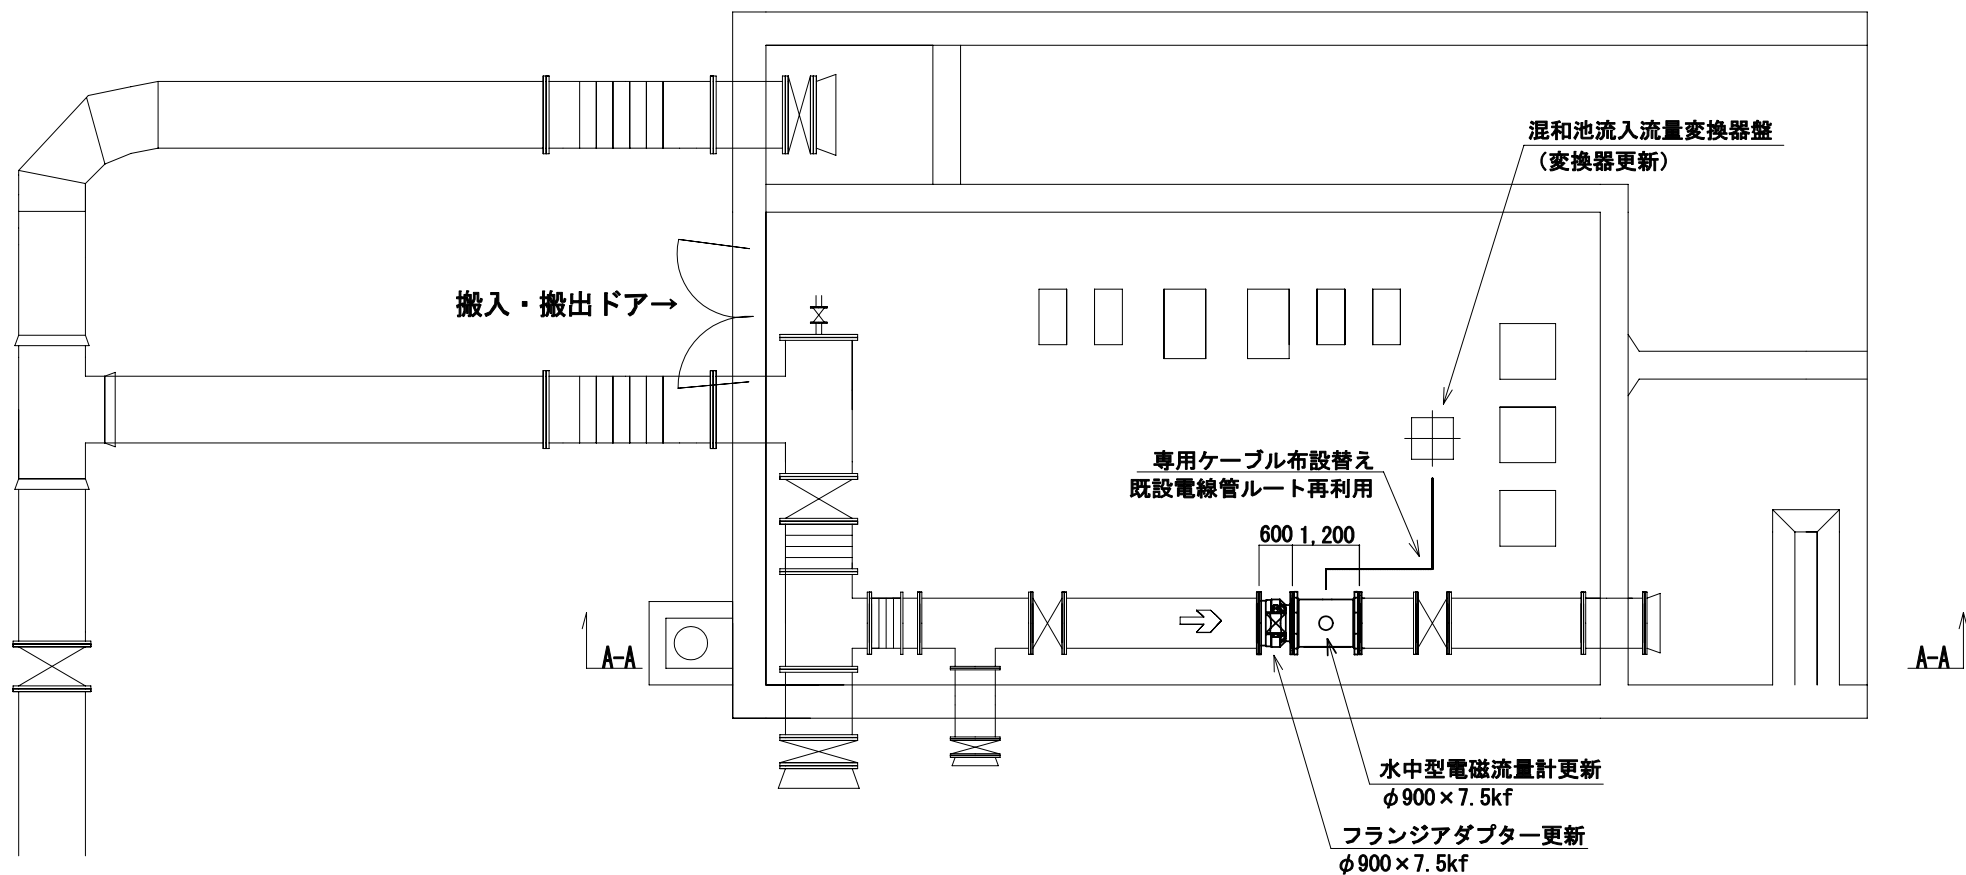 混和池流入流量変換器盤
（変換器更新）
搬入・搬出ドア→
専用ケーブル布設替え
既設電線管ルート再利用
600
1,200
A-A
A-A
水中型電磁流量計更新
φ900×7.5kf
フランジアダプター更新
φ900×7.5kf